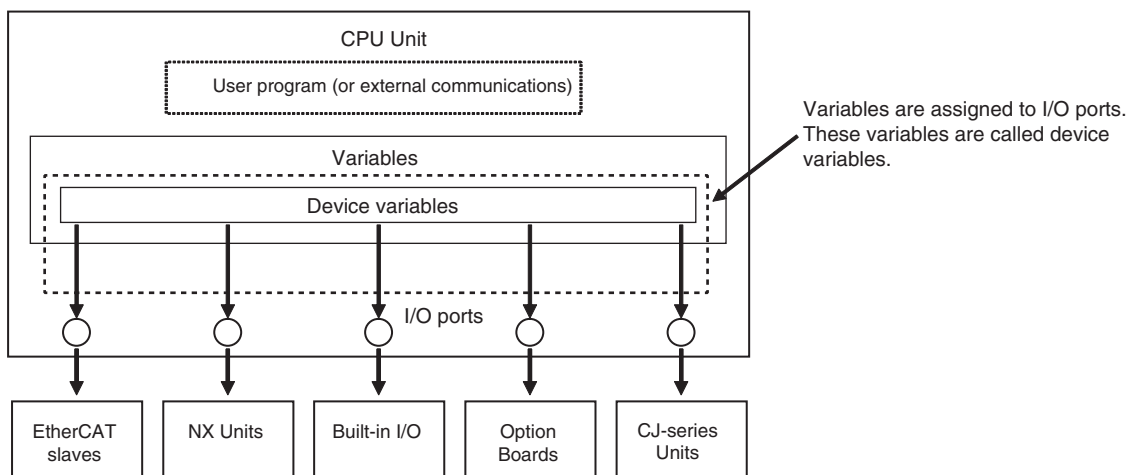 CPU Unit
User program (or external communications)
Variables are assigned to I/O ports.
These variables are called device
variables.
Variables
Device variables
I/O ports
EtherCAT
slaves
NX Units
Built-in I/O
Option
Boards
CJ-series
Units